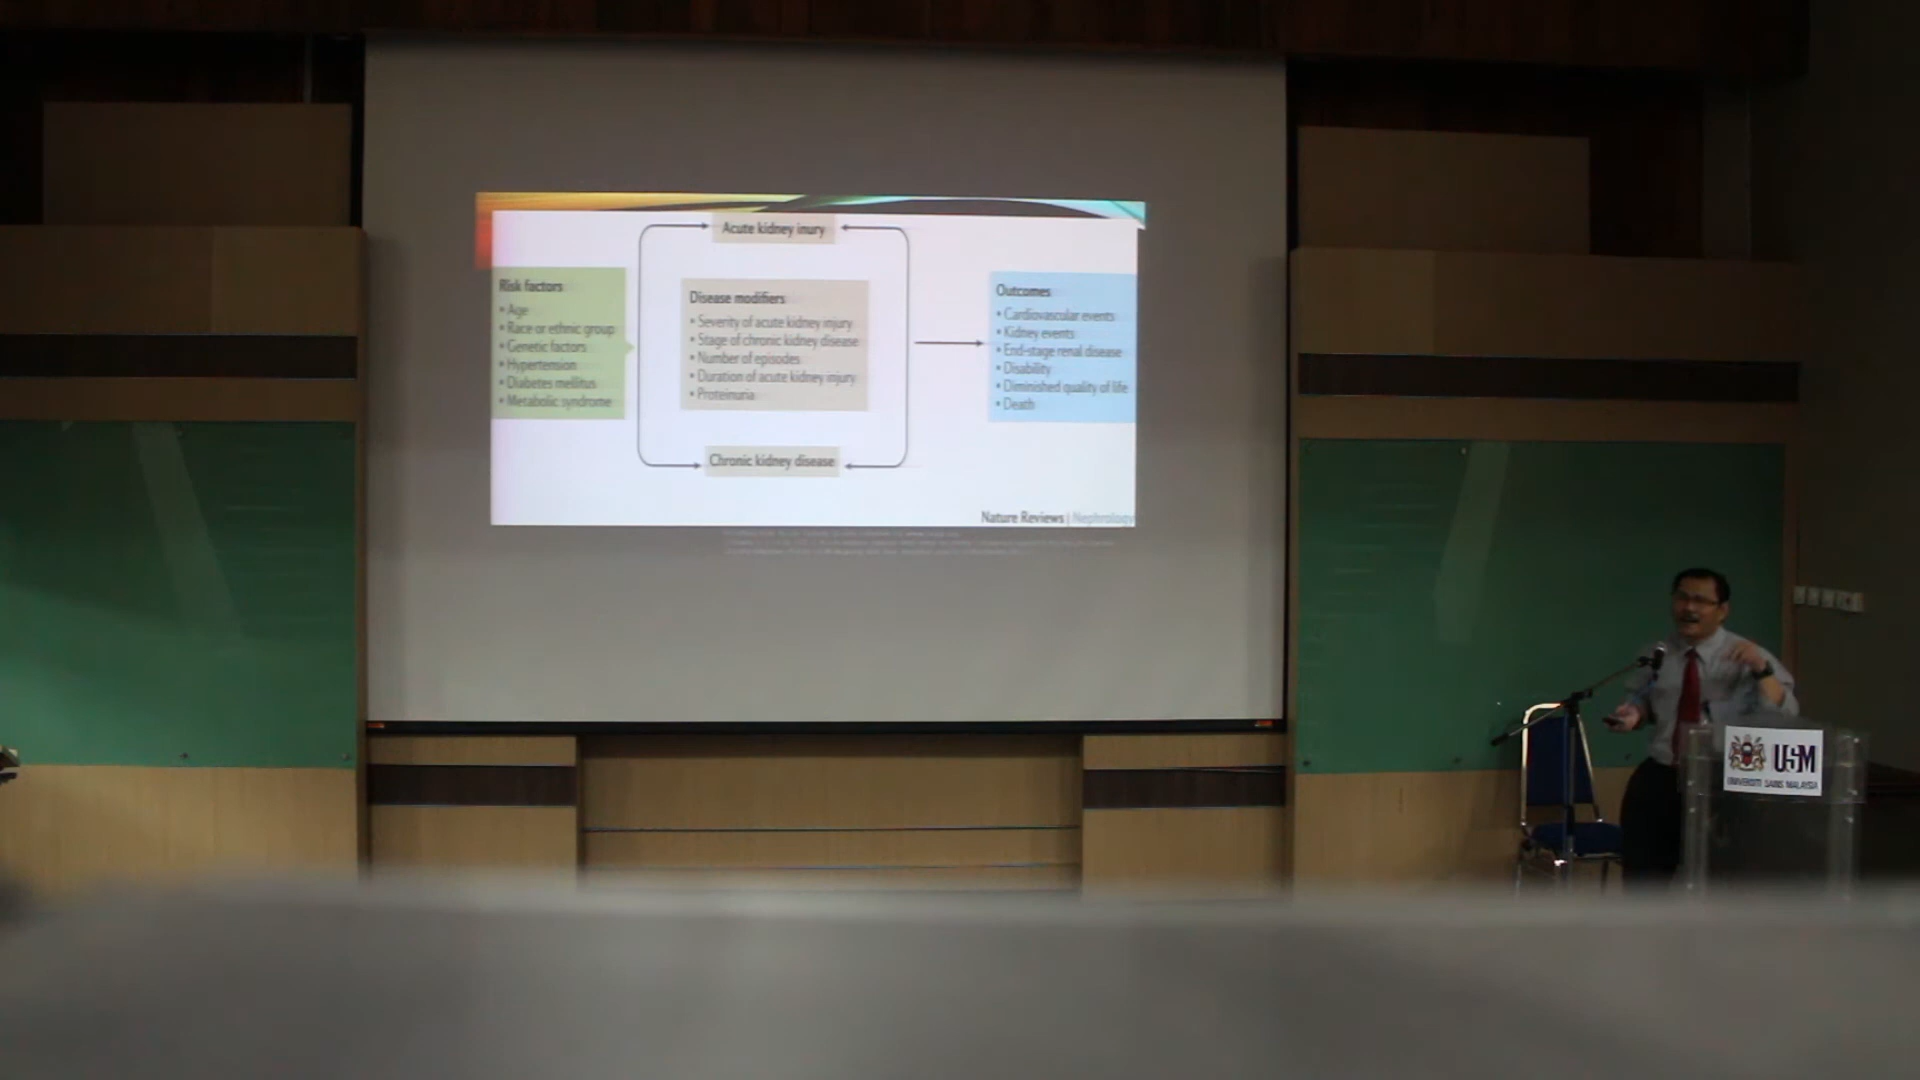 Acute kidney inury
Risk factors
• Age
• Race or ethnic group
• Genetic factors
• Hypertension
• Diabetes mellitus
• Metabolic syndrome
Disease modifiers
• Severity of acute kidney injury
• Stage of chronic kidney disease
• Number of episodes
• Duration of acute kidney injury
• Proteinuria
Outcomes
• Cardiovascular events
• Kidney events
• End-stage renal disease
• Disability
• Diminished quality of life
• Death
Chronic kidney disease
Nature Reviews | Nephrology
USM
UNIVERSITI SAINS MALAYSIA